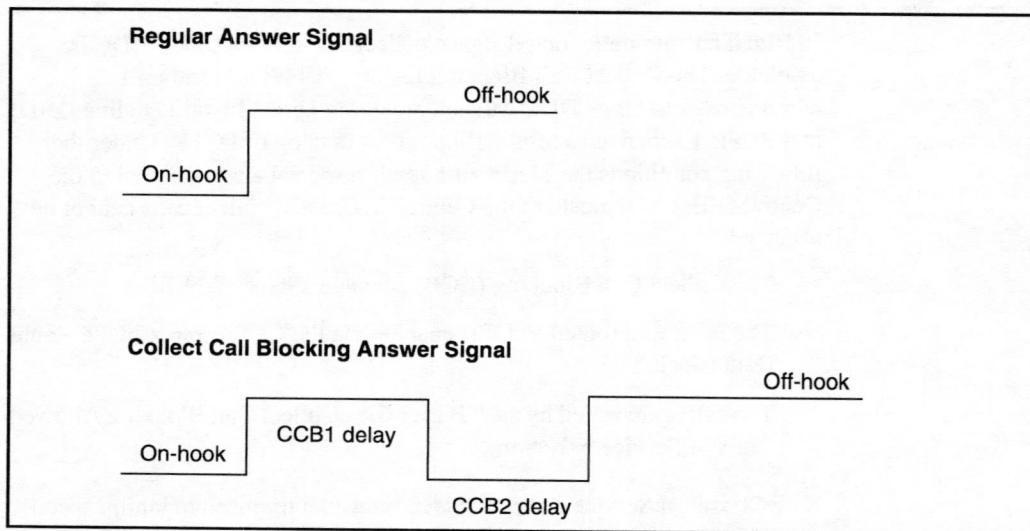 Regular Answer Signal
Off-hook
On-hook
Collect Call Blocking Answer Signal
Off-hook
CCB1 delay
On-hook
CCB2 delay